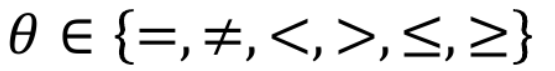 θ ∈ {=, ≠, <, >, ≤, ≥}